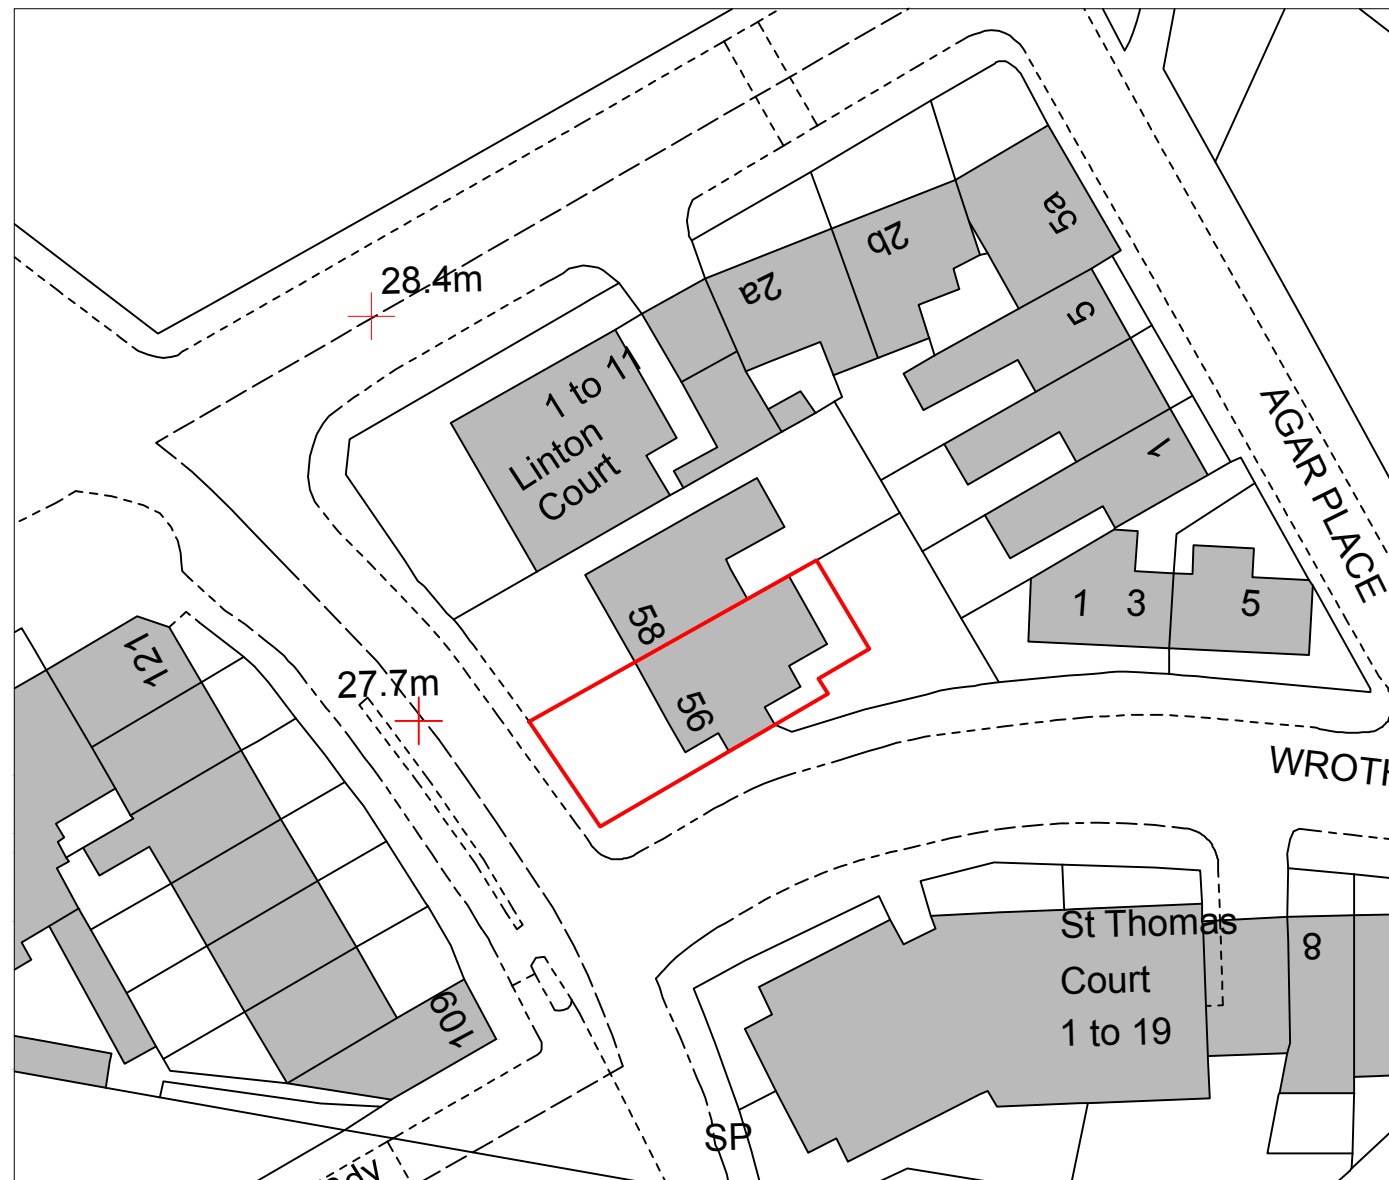 28.4m
5a
2b
2a
5
1 to 11
Linton
Court
1
AGAR PLACE
1 3 5
58
121
27.7m
56
WROTH
St Thomas
Court
1 to 19
8
109
SP